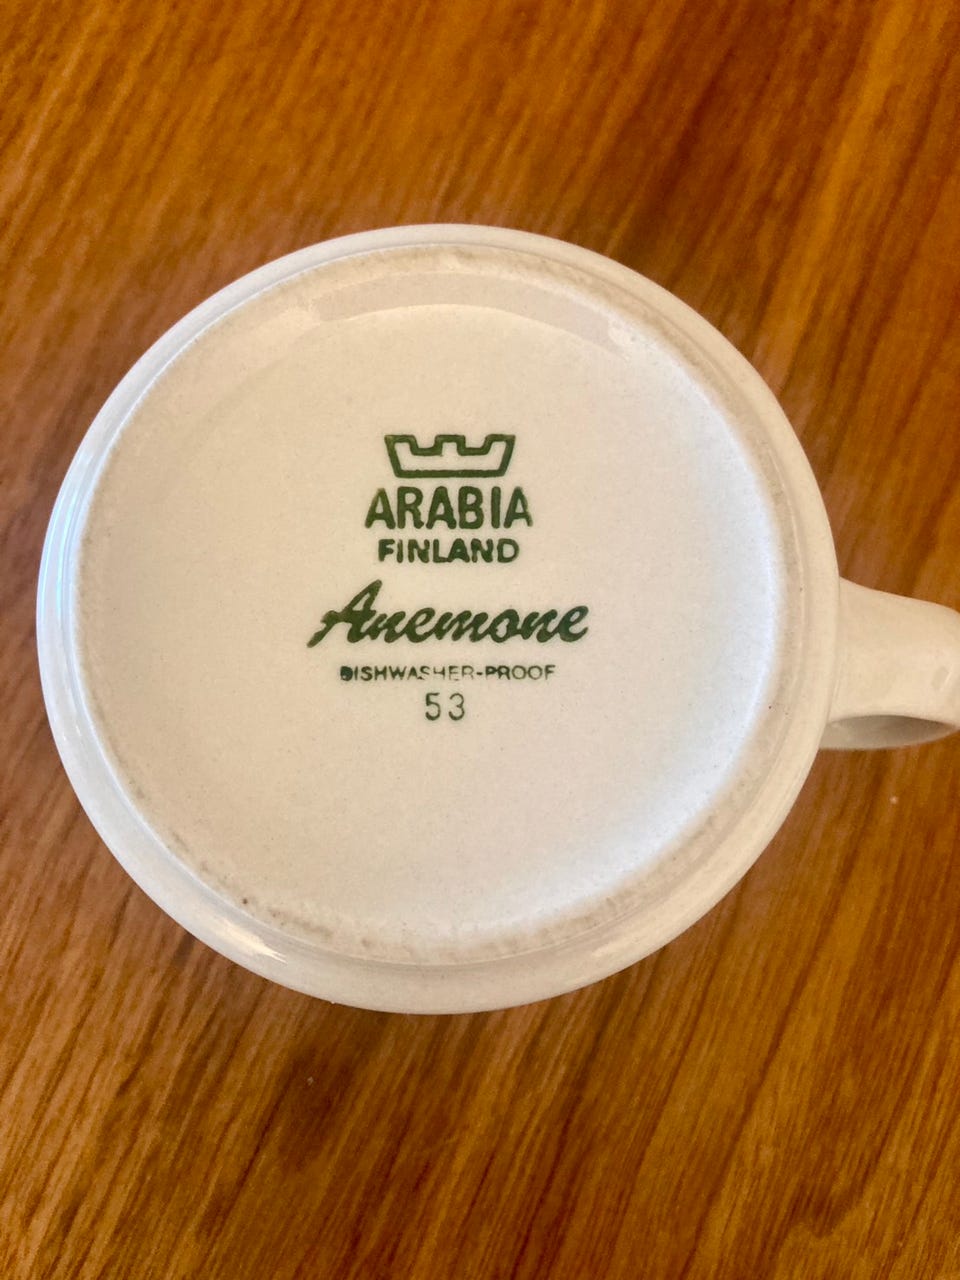 ARABIA
FINLAND
Anemone
DISHWASHER-PROOF
53